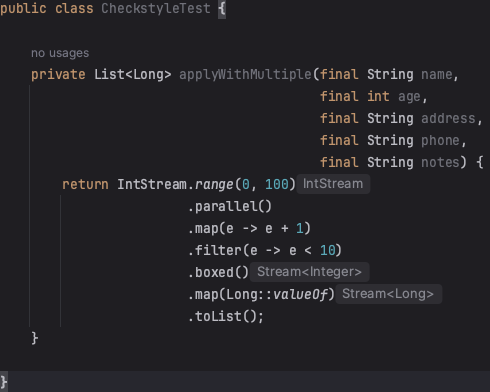 public class CheckstyleTest {
no usages
private List<Long> applyWithMultiple(final String name,
final int age,
final String address,
final String phone,
final String notes) {
return IntStream.range(0, 100) IntStream
.parallel()
.map(e -> e + 1)
.filter(e -> e < 10)
.boxed() Stream<Integer>
.map(Long::valueOf) Stream<Long>
.toList();
}
}